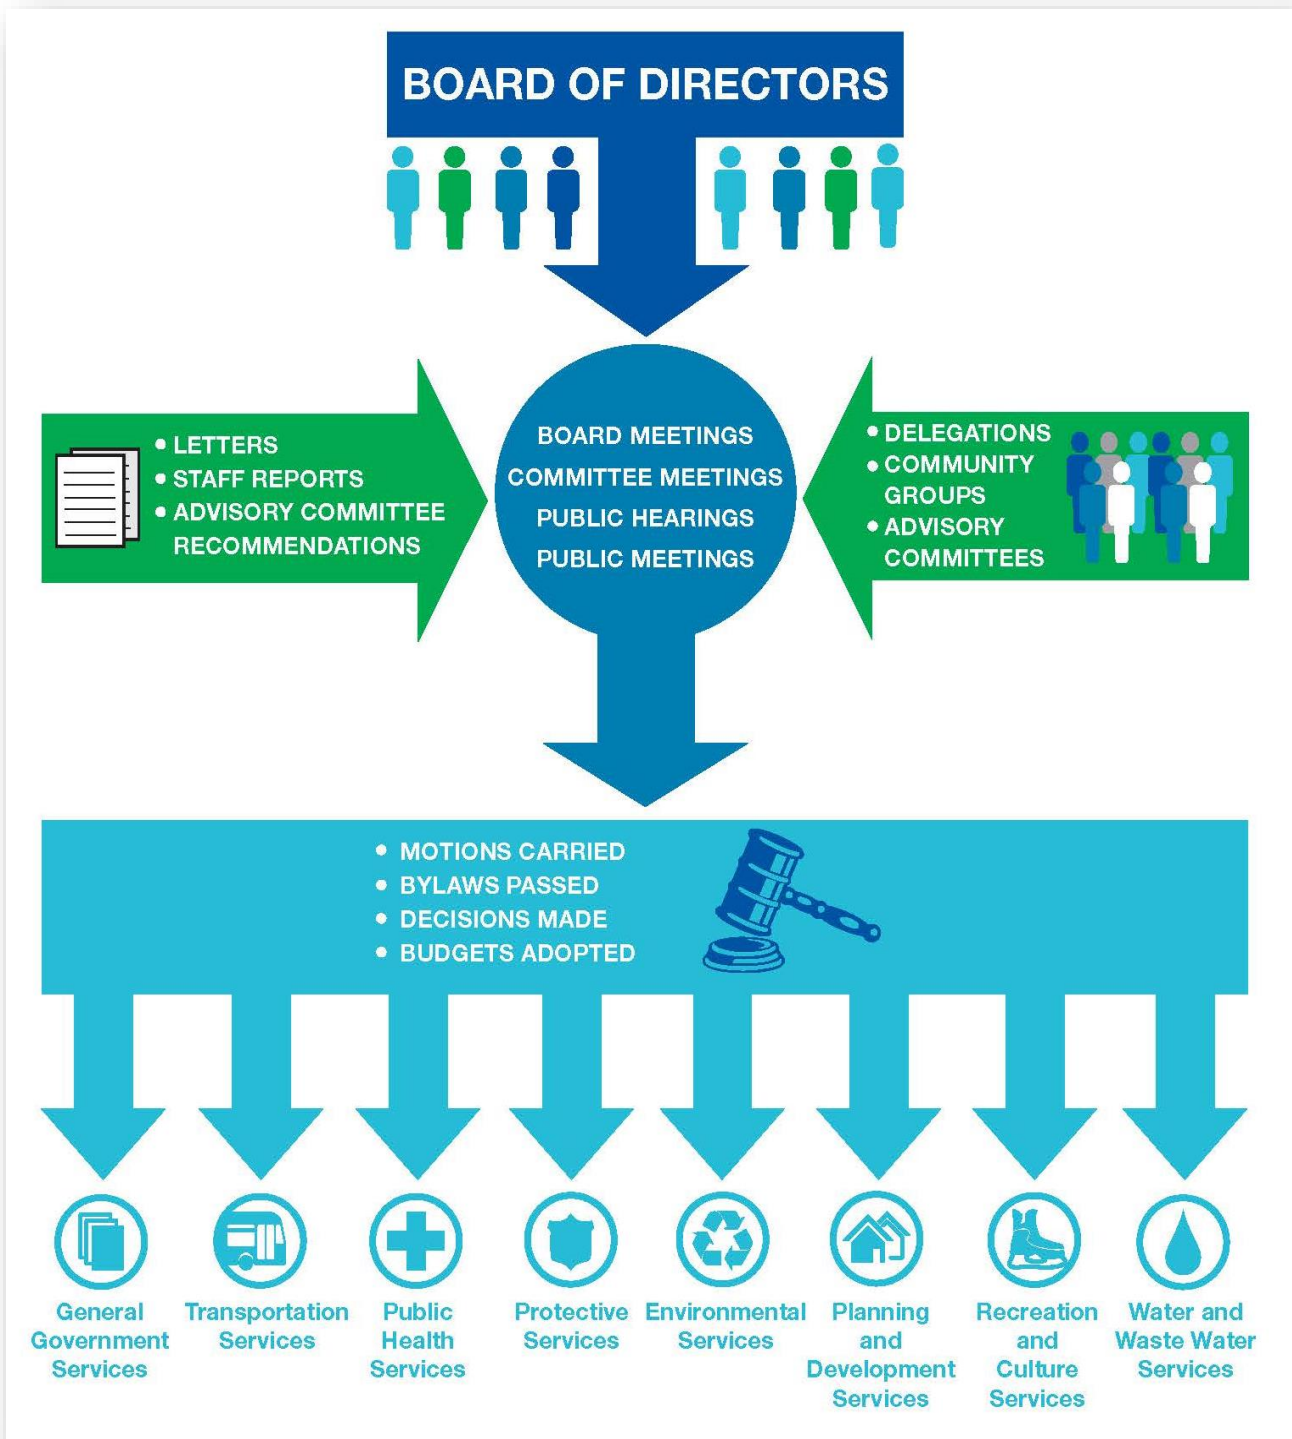 BOARD OF DIRECTORS
• LETTERS
• STAFF REPORTS
• ADVISORY COMMITTEE
RECOMMENDATIONS
BOARD MEETINGS
COMMITTEE MEETINGS
PUBLIC HEARINGS
PUBLIC MEETINGS
• DELEGATIONS
• COMMUNITY
GROUPS
• ADVISORY
COMMITTEES
• MOTIONS CARRIED
• BYLAWS PASSED
• DECISIONS MADE
• BUDGETS ADOPTED
General
Government
Services
Transportation
Services
Public
Health
Services
Protective
Services
Environmental
Services
Planning
and
Development
Services
Recreation
and
Culture
Services
Water and
Waste Water
Services